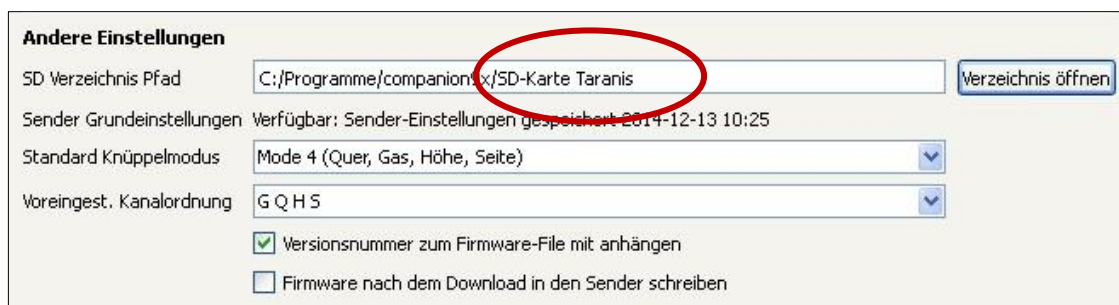 Andere Einstellungen
SD Verzeichnis Pfad C:/Programme/companion9x/SD-Karte Taranis Verzeichnis öffnen
Sender Grundeinstellungen Verfügbar: Sender-Einstellungen gespeichert 2014-12-13 10:25
Standard Knüppelmodus Mode 4 (Quer, Gas, Höhe, Seite)
Voreingest. Kanalordnung G Q H S
Versionsnummer zum Firmware-File mit anhängen
Firmware nach dem Download in den Sender schreiben